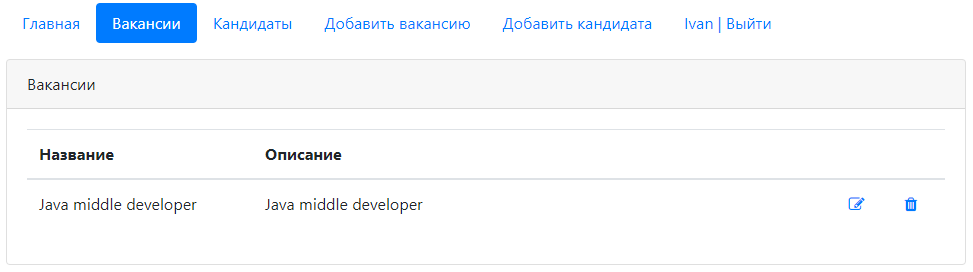 Главная Вакансии Кандидаты Добавить вакансию Добавить кандидата Ivan | Выйти
Вакансии
Название Описание
Java middle developer Java middle developer